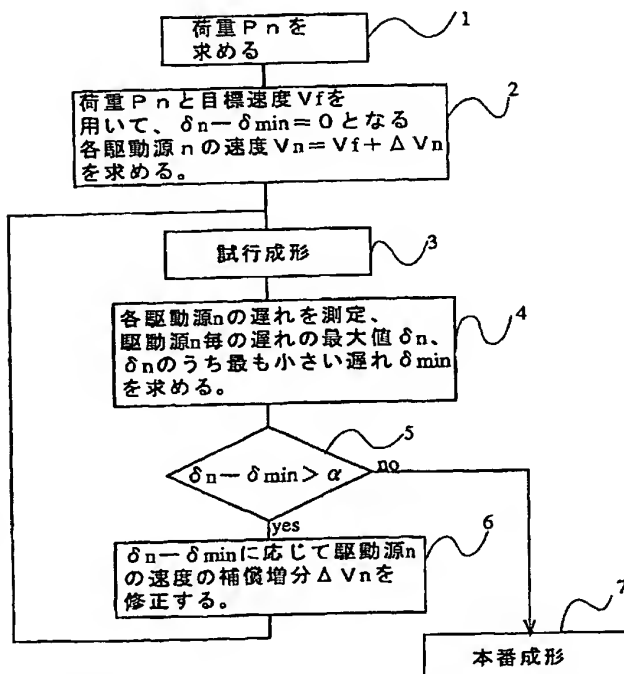 荷重Pnを
求める
1
荷重Pnと目標速度Vfを
用いて、δn－δmin＝0となる
各駆動源nの速度Vn＝Vf＋ΔVn
を求める。
2
試行成形
3
各駆動源nの遅れを測定、
駆動源n毎の遅れの最大値δn、
δnのうち最も小さい遅れδmin
を求める。
4
5
δn－δmin＞α
no
yes
δn－δminに応じて駆動源n
の速度の補償増分ΔVnを
修正する。
6
7
本番成形